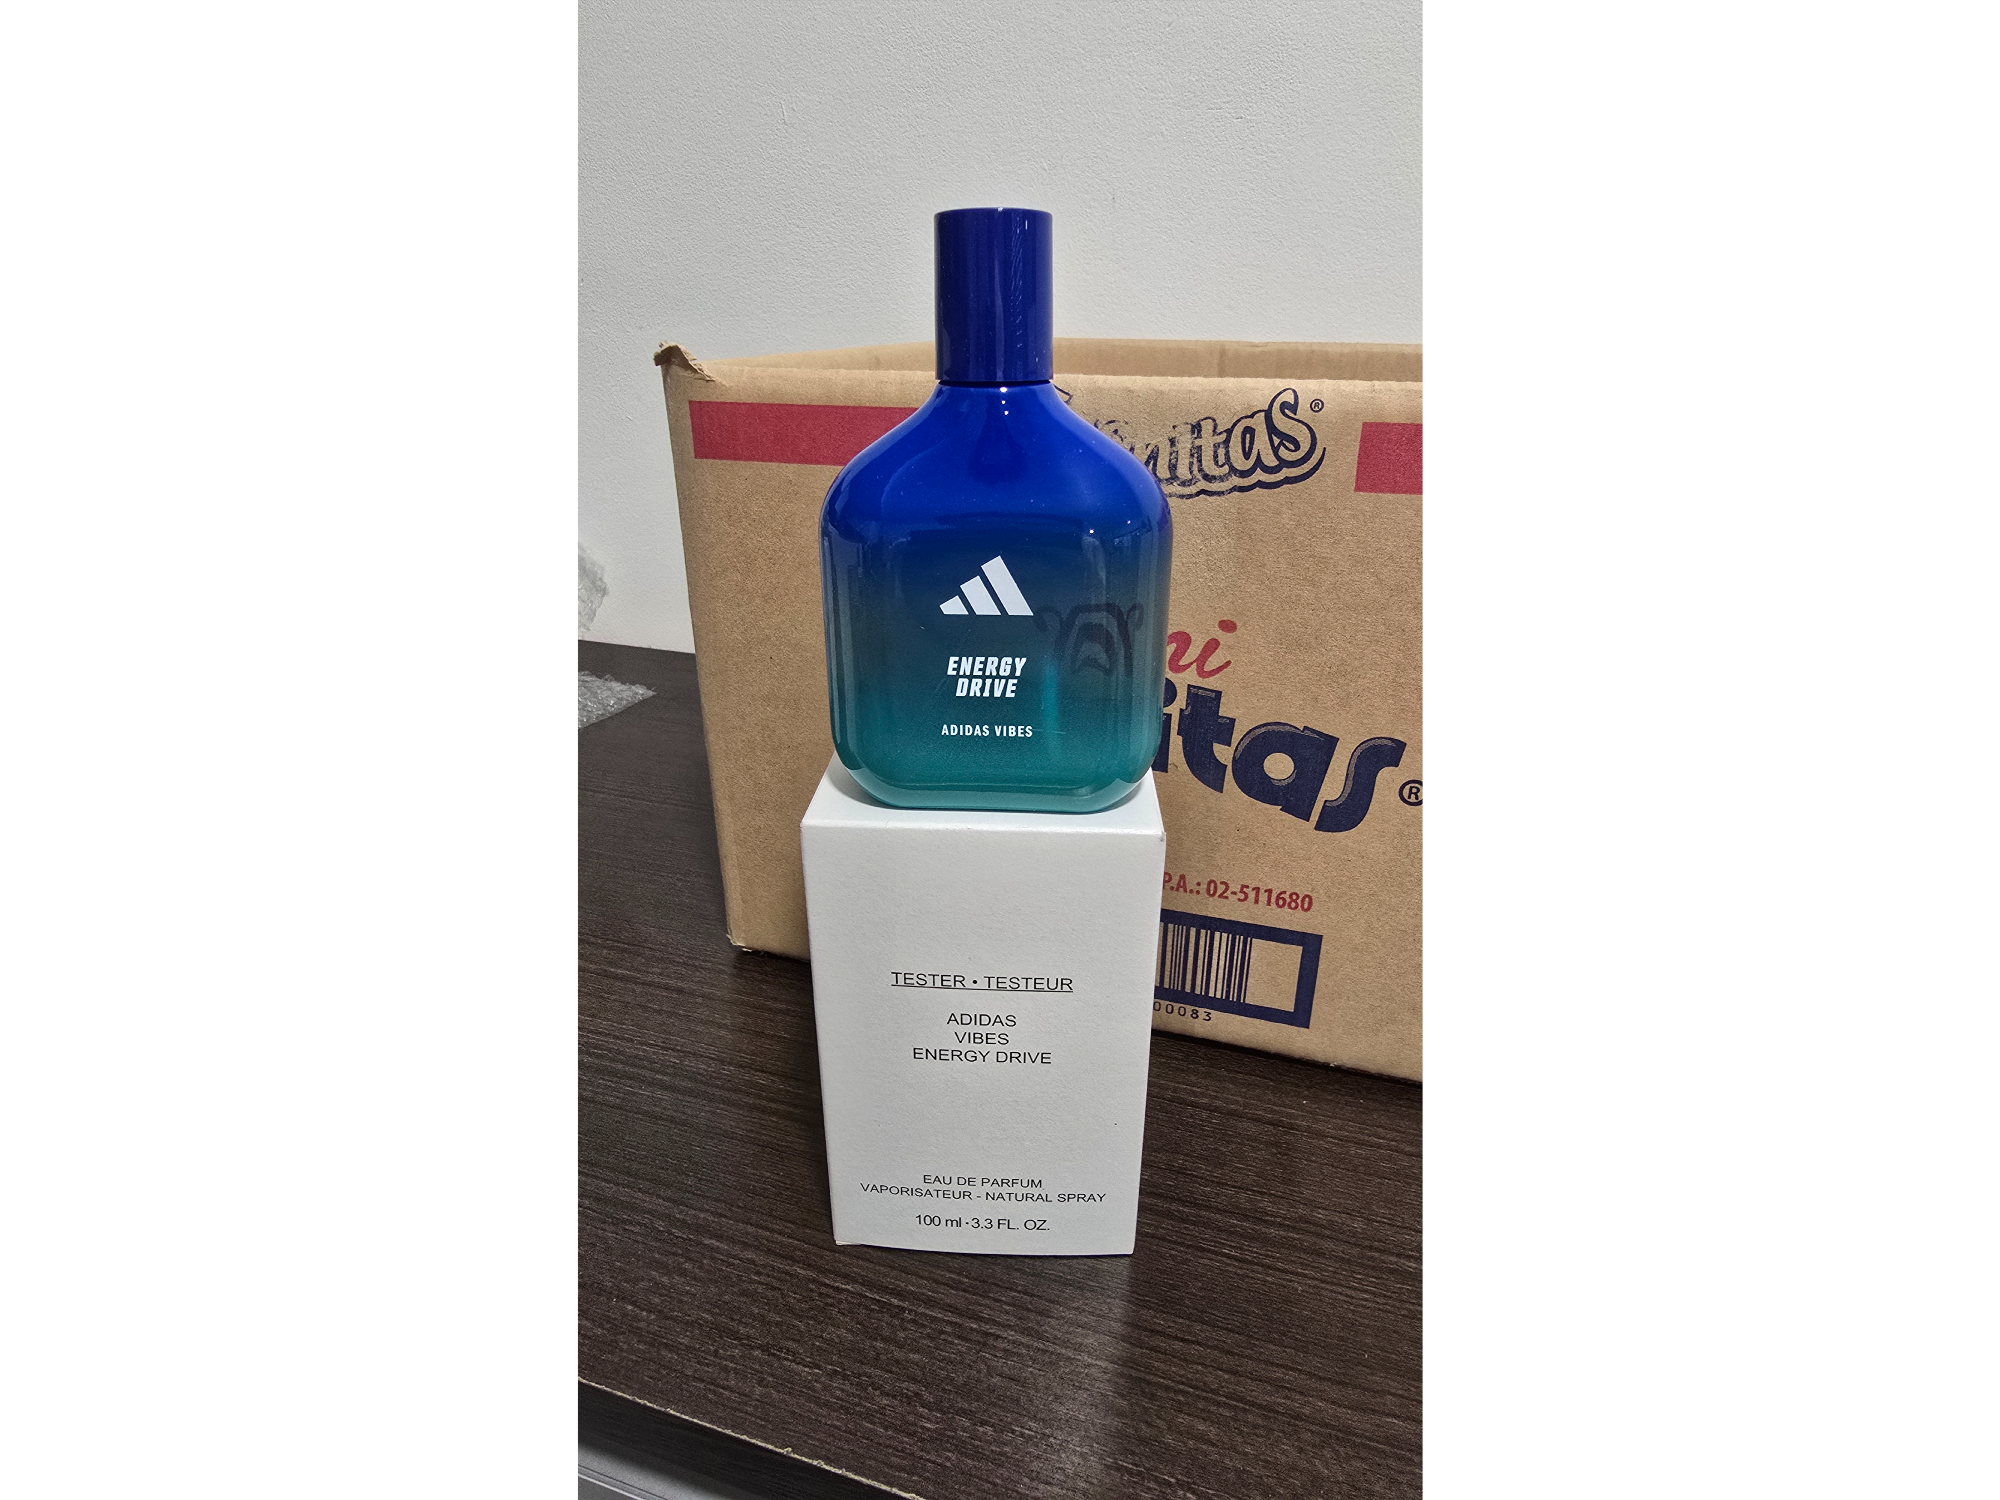 ®
ENERGY
DRIVE
ADIDAS VIBES
®
P.A.: 02-511680
00083
TESTER • TESTEUR
ADIDAS
VIBES
ENERGY DRIVE
EAU DE PARFUM
VAPORISATEUR - NATURAL SPRAY
100 ml · 3.3 FL. OZ.